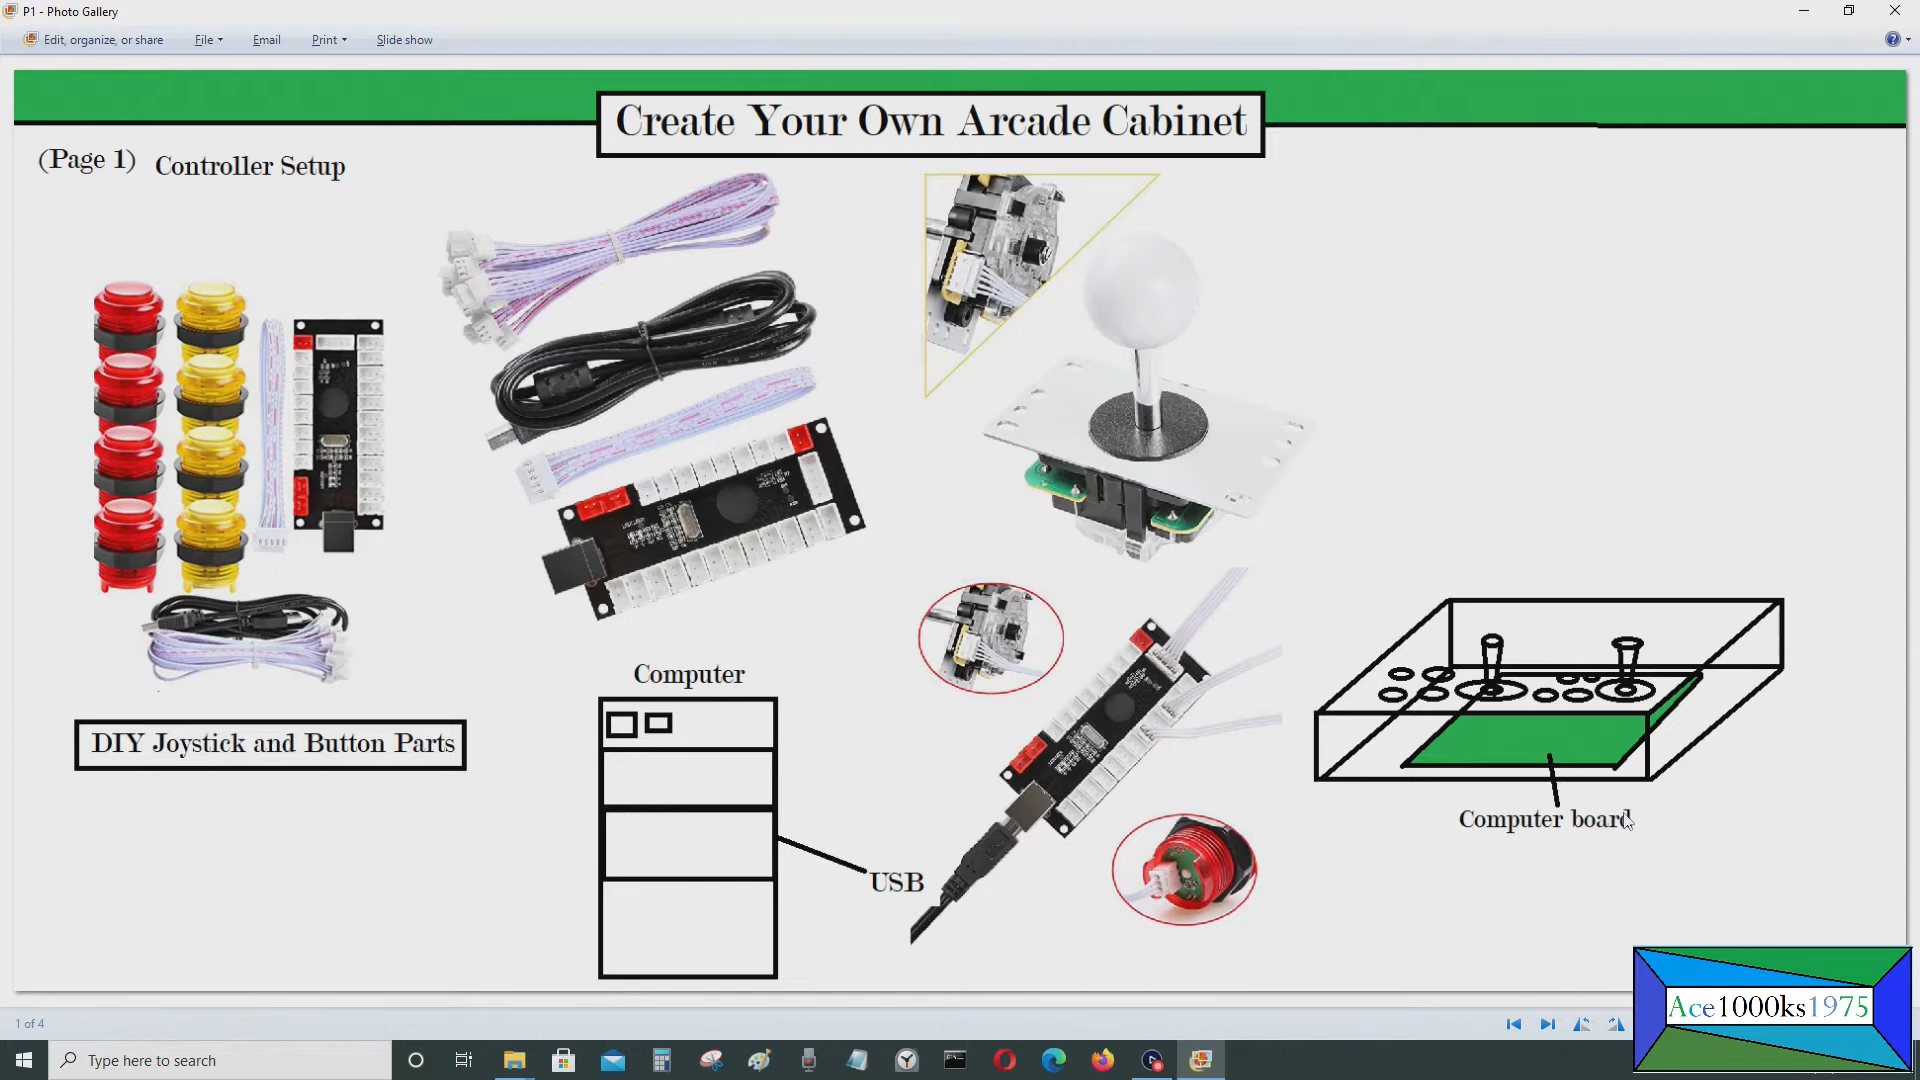 P1 - Photo Gallery
Edit, organize, or share
File
Email
Print
Slide show
Create Your Own Arcade Cabinet
(Page 1)
Controller Setup
DIY Joystick and Button Parts
Computer
USB
Computer board
Ace1000ks1975
1 of 4
Type here to search